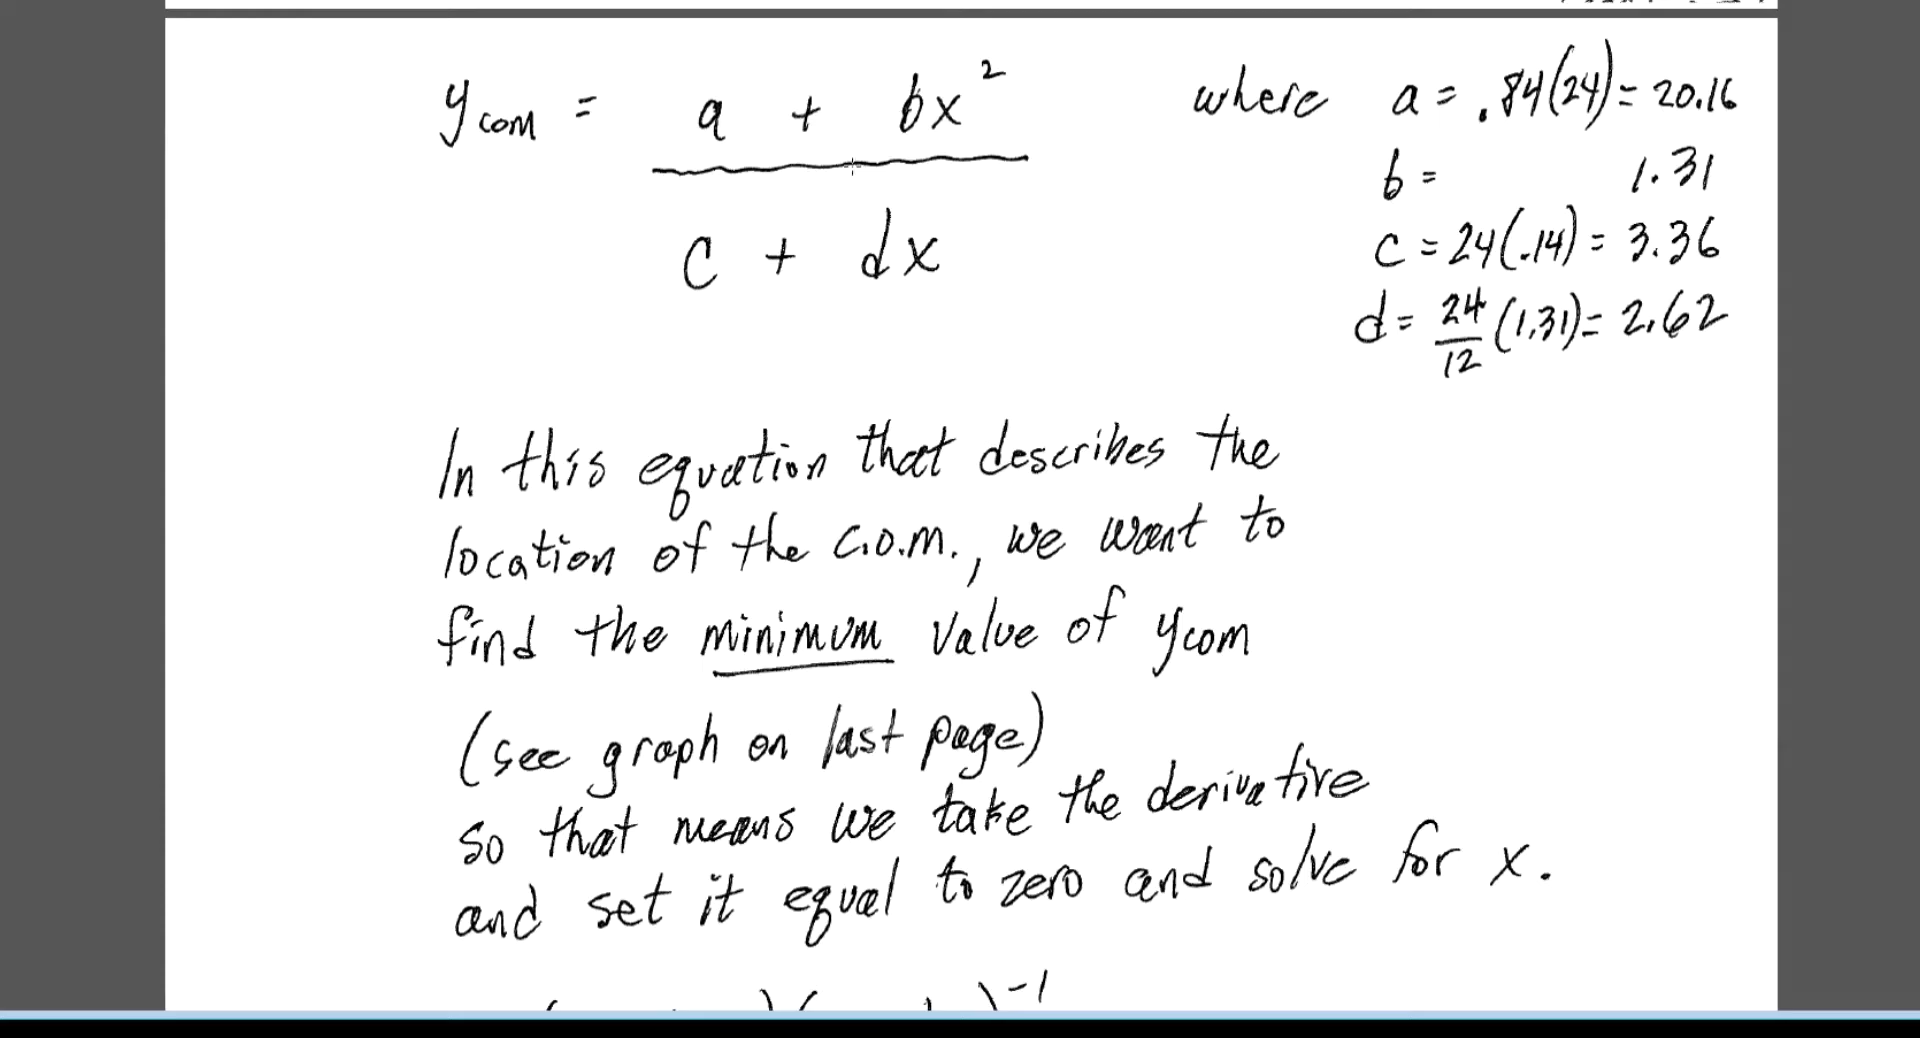 y com = a + bx² where a = .84(24) = 20.16
c + dx b = 1.31
c = 24(.14) = 3.36
d = 24/12 (1.31) = 2.62
In this equation that describes the
location of the c.o.m., we want to
find the minimum value of ycom
(see graph on last page)
so that means we take the derivative
and set it equal to zero and solve for x.
-1